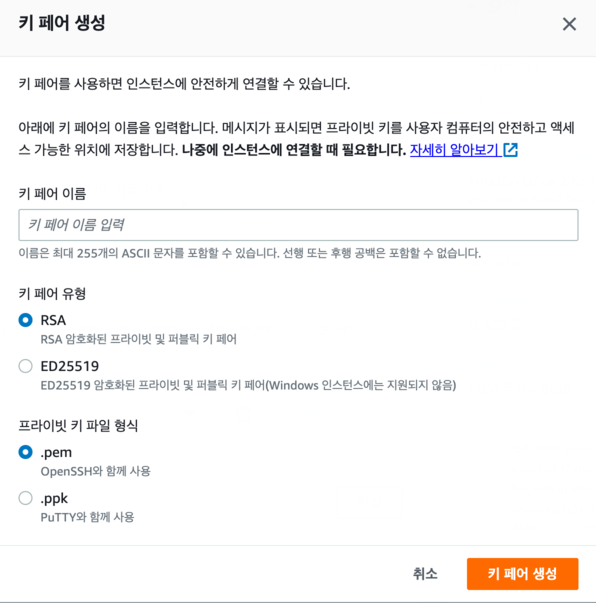 키 페어 생성
키 페어를 사용하면 인스턴스에 안전하게 연결할 수 있습니다.
아래에 키 페어의 이름을 입력합니다. 메시지가 표시되면 프라이빗 키를 사용자 컴퓨터의 안전하고 액세
스 가능한 위치에 저장합니다. 나중에 인스턴스에 연결할 때 필요합니다. 자세히 알아보기
키 페어 이름
키 페어 이름 입력
이름은 최대 255개의 ASCII 문자를 포함할 수 있습니다. 선행 또는 후행 공백은 포함할 수 없습니다.
키 페어 유형
RSA
RSA 암호화된 프라이빗 및 퍼블릭 키 페어
ED25519
ED25519 암호화된 프라이빗 및 퍼블릭 키 페어(Windows 인스턴스에는 지원되지 않음)
프라이빗 키 파일 형식
.pem
OpenSSH와 함께 사용
.ppk
PuTTY와 함께 사용
취소 키 페어 생성